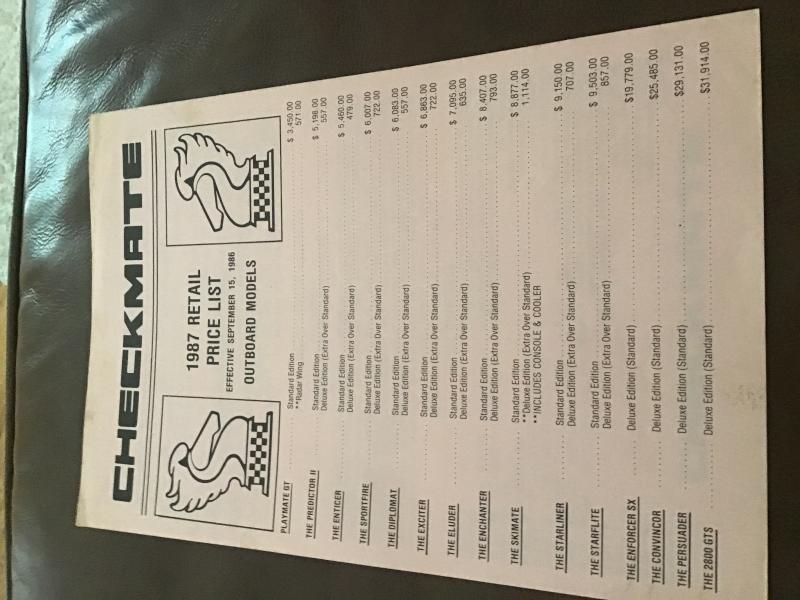 CHECKMATE
1987 RETAIL
PRICE LIST
EFFECTIVE SEPTEMBER 15, 1986
OUTBOARD MODELS
PLAYMATE GT Standard Edition $ 3,450.00
**Radar Wing 571.00
THE PREDICTOR II Standard Edition $ 5,198.00
Deluxe Edition (Extra Over Standard) 557.00
THE ENTICER Standard Edition $ 5,460.00
Deluxe Edition (Extra Over Standard) 479.00
THE SPORTFIRE Standard Edition $ 6,007.00
Deluxe Edition (Extra Over Standard) 722.00
THE DIPLOMAT Standard Edition $ 6,083.00
Deluxe Edition (Extra Over Standard) 557.00
THE EXCITER Standard Edition $ 6,863.00
Deluxe Edition (Extra Over Standard) 722.00
THE ELUDER Standard Edition $ 7,095.00
Deluxe Edition (Extra Over Standard) 635.00
THE ENCHANTER Standard Edition $ 8,407.00
Deluxe Edition (Extra Over Standard) 793.00
THE SKIMATE Standard Edition $ 8,877.00
**Deluxe Edition (Extra Over Standard) 1,114.00
**INCLUDES CONSOLE & COOLER
THE STARLINER Standard Edition $ 9,150.00
Deluxe Edition (Extra Over Standard) 707.00
THE STARFLITE Standard Edition $ 9,503.00
Deluxe Edition (Extra Over Standard) 857.00
THE ENFORCER SX Deluxe Edition (Standard) $19,779.00
THE CONVINCOR Deluxe Edition (Standard) $25,485.00
THE PERSUADER Deluxe Edition (Standard) $29,131.00
THE 2800 GTS Deluxe Edition (Standard) $31,914.00